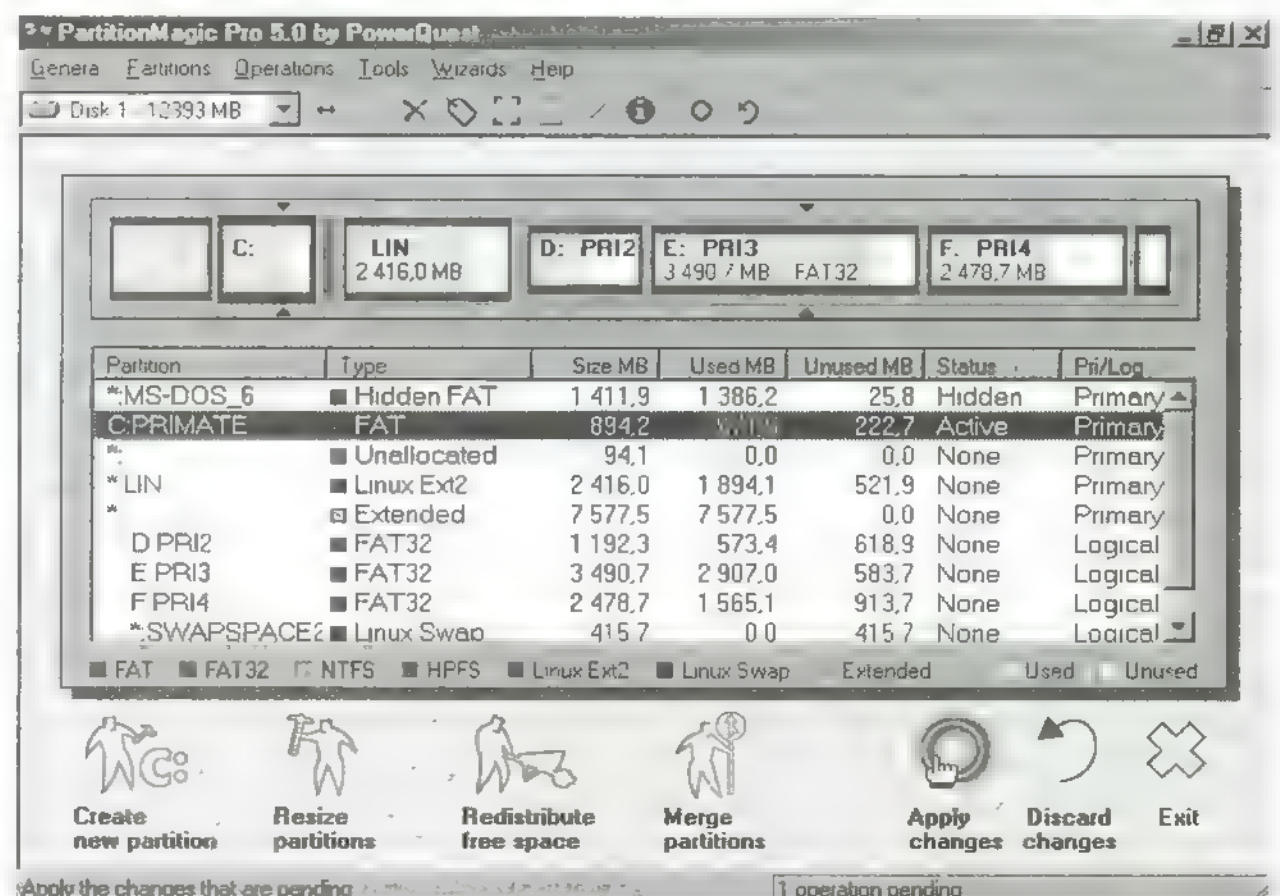 PartitionMagic Pro 5.0 by PowerQuest
Genera Partitions Operations Tools Wizards Help
Disk 1 - 12393 MB
C: LIN D: PRI2 E: PRI3 F. PRI4
2 416,0 MB 3 490 7 MB FAT32 2 478,7 MB
Partition Type Size MB Used MB Unused MB Status Pri/Log
*:MS-DOS_6 Hidden FAT 1 411,9 1 386,2 25,8 Hidden Primary
C:PRIMATE FAT 894,2 222,7 Active Primary
*: Unallocated 94,1 0,0 0,0 None Primary
* LIN Linux Ext2 2 416,0 1 894,1 521,9 None Primary
* Extended 7 577,5 7 577,5 0,0 None Primary
D PRI2 FAT32 1 192,3 573,4 618,9 None Logical
E PRI3 FAT32 3 490,7 2 907,0 583,7 None Logical
F PRI4 FAT32 2 478,7 1 565,1 913,7 None Logical
*:SWAPSPACE2 Linux Swap 415 7 0 0 415 7 None Logical
FAT FAT32 NTFS HPFS Linux Ext2 Linux Swap Extended Used Unused
C:
Create Resize Redistribute Merge Apply Discard Exit
new partition partitions free space partitions changes changes
Apply the changes that are pending 1 operation pending